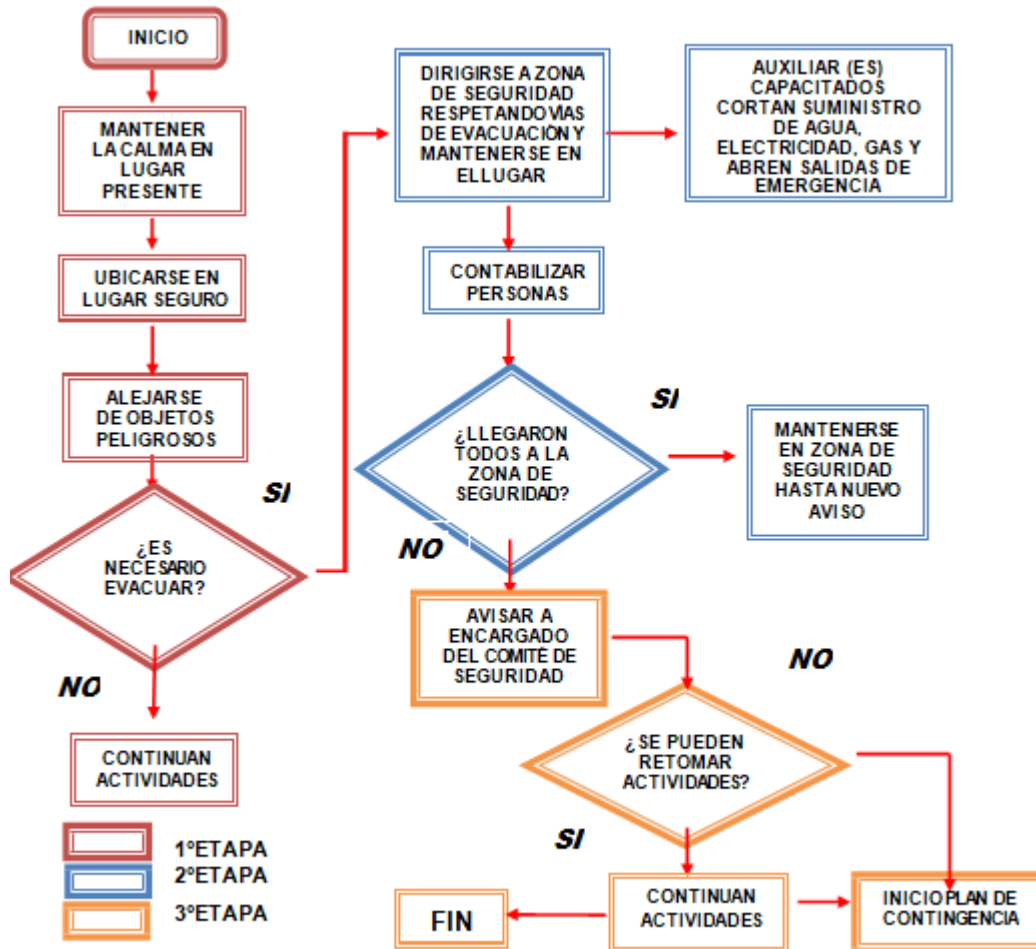 INICIO
MANTENER
LA CALMA EN
LUGAR
PRESENTE
UBICARSE EN
LUGAR SEGURO
ALEJARSE
DE OBJETOS
PELIGROSOS
SI
¿ES
NECESARIO
EVACUAR?
NO
CONTINUAN
ACTIVIDADES
1ºETAPA
2ºETAPA
3ºETAPA
DIRIGIRSE A ZONA
DE SEGURIDAD
RESPETANDO VÍAS
DE EVACUACIÓN Y
MANTENERSE EN
EL LUGAR
AUXILIAR (ES)
CAPACITADOS
CORTAN SUMINISTRO
DE AGUA,
ELECTRICIDAD, GAS Y
ABREN SALIDAS DE
EMERGENCIA
CONTABILIZAR
PERSONAS
¿LLEGARON
TODOS A LA
ZONA DE
SEGURIDAD?
SI
MANTENERSE
EN ZONA DE
SEGURIDAD
HASTA NUEVO
AVISO
NO
AVISAR A
ENCARGADO
DEL COMITÉ DE
SEGURIDAD
NO
¿SE PUEDEN
RETOMAR
ACTIVIDADES?
SI
CONTINUAN
ACTIVIDADES
FIN
INICIO PLAN DE
CONTINGENCIA